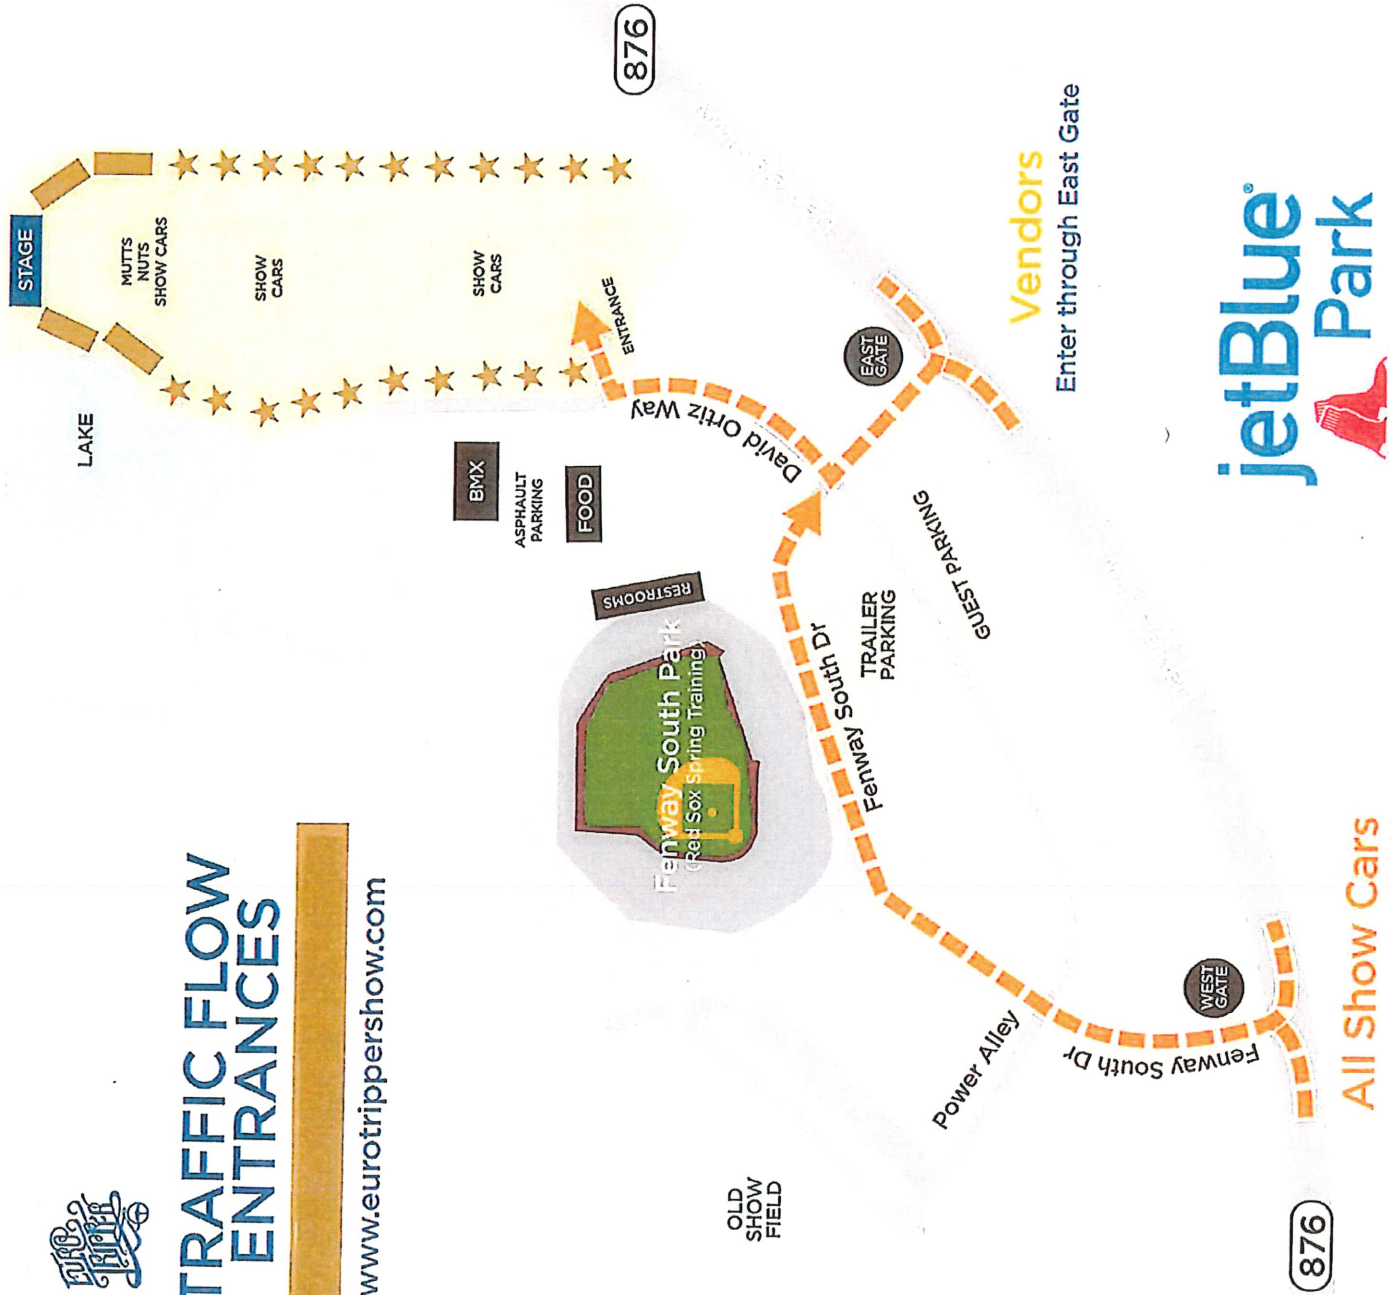 EURO
TRIPPER
TRAFFIC FLOW
ENTRANCES
www.eurotrippershow.com
LAKE
STAGE
MUTTS
NUTS
SHOW CARS
SHOW
CARS
SHOW
CARS
ENTRANCE
BMX
ASPHALT
PARKING
FOOD
RESTROOMS
David Ortiz Way
876
EAST
GATE
Vendors
Enter through East Gate
Fenway South Park
(Red Sox Spring Training)
Fenway South Dr
TRAILER
PARKING
GUEST PARKING
OLD
SHOW
FIELD
Power Alley
Fenway South Dr
WEST
GATE
876
All Show Cars
jetBlue®
Park